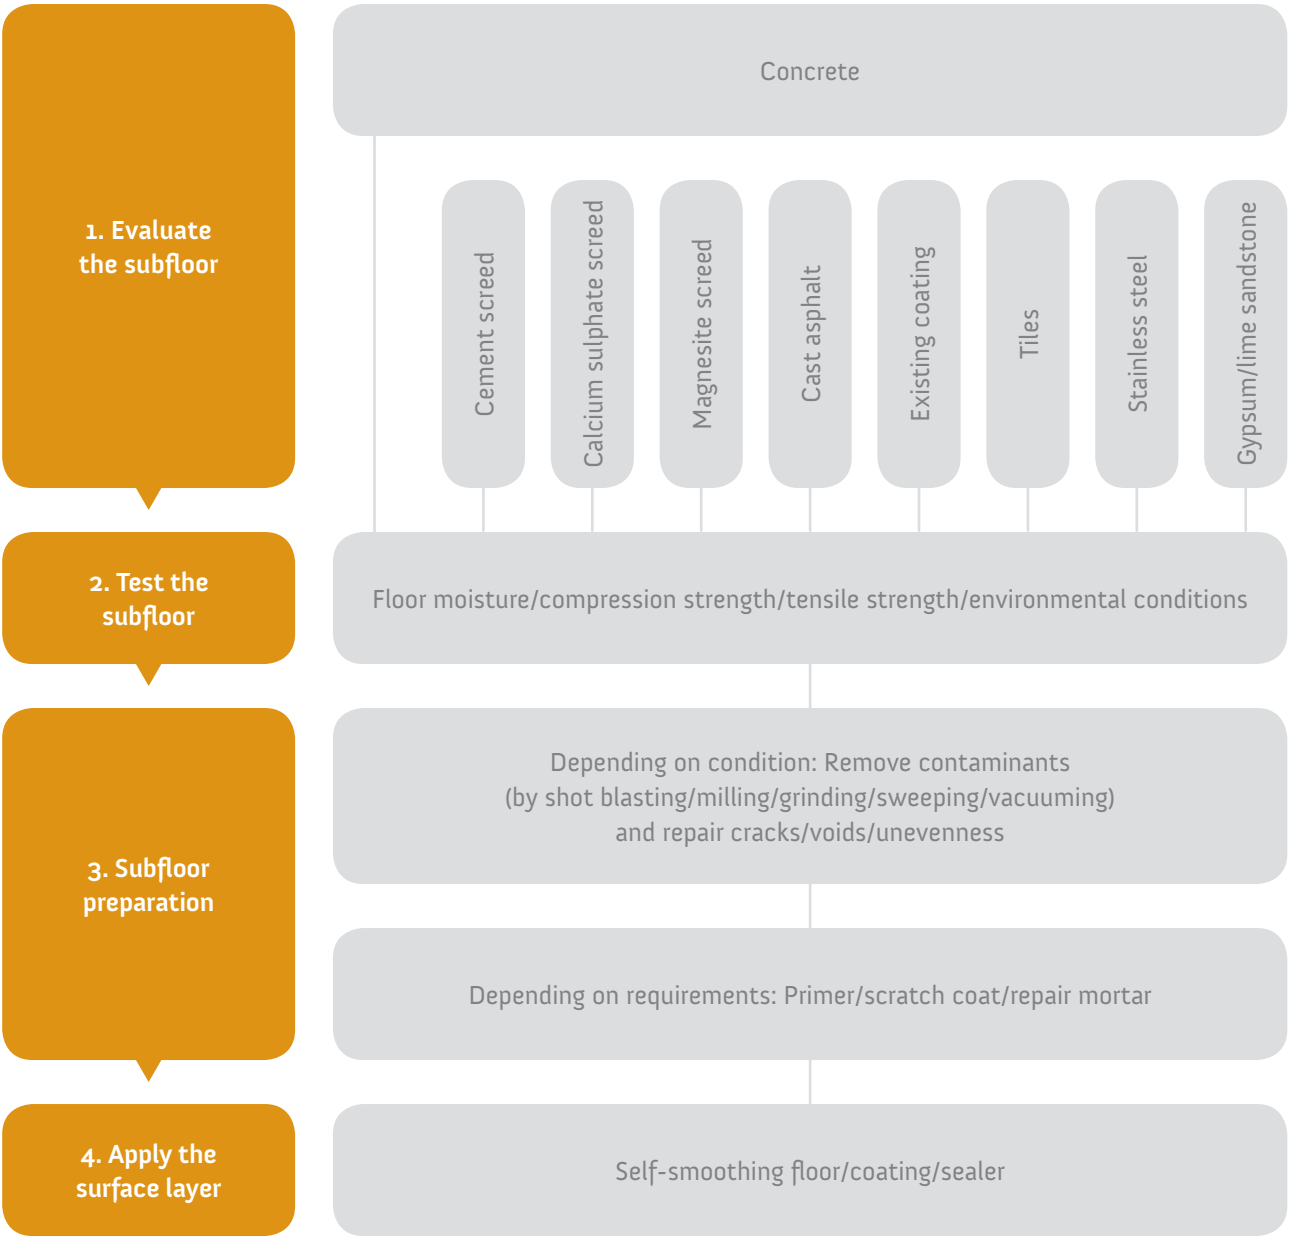 1. Evaluate
the subfloor
Concrete
Cement screed
Calcium sulphate screed
Magnesite screed
Cast asphalt
Existing coating
Tiles
Stainless steel
Gypsum/lime sandstone
2. Test the
subfloor
Floor moisture/compression strength/tensile strength/environmental conditions
3. Subfloor
preparation
Depending on condition: Remove contaminants
(by shot blasting/milling/grinding/sweeping/vacuuming)
and repair cracks/voids/unevenness
Depending on requirements: Primer/scratch coat/repair mortar
4. Apply the
surface layer
Self-smoothing floor/coating/sealer